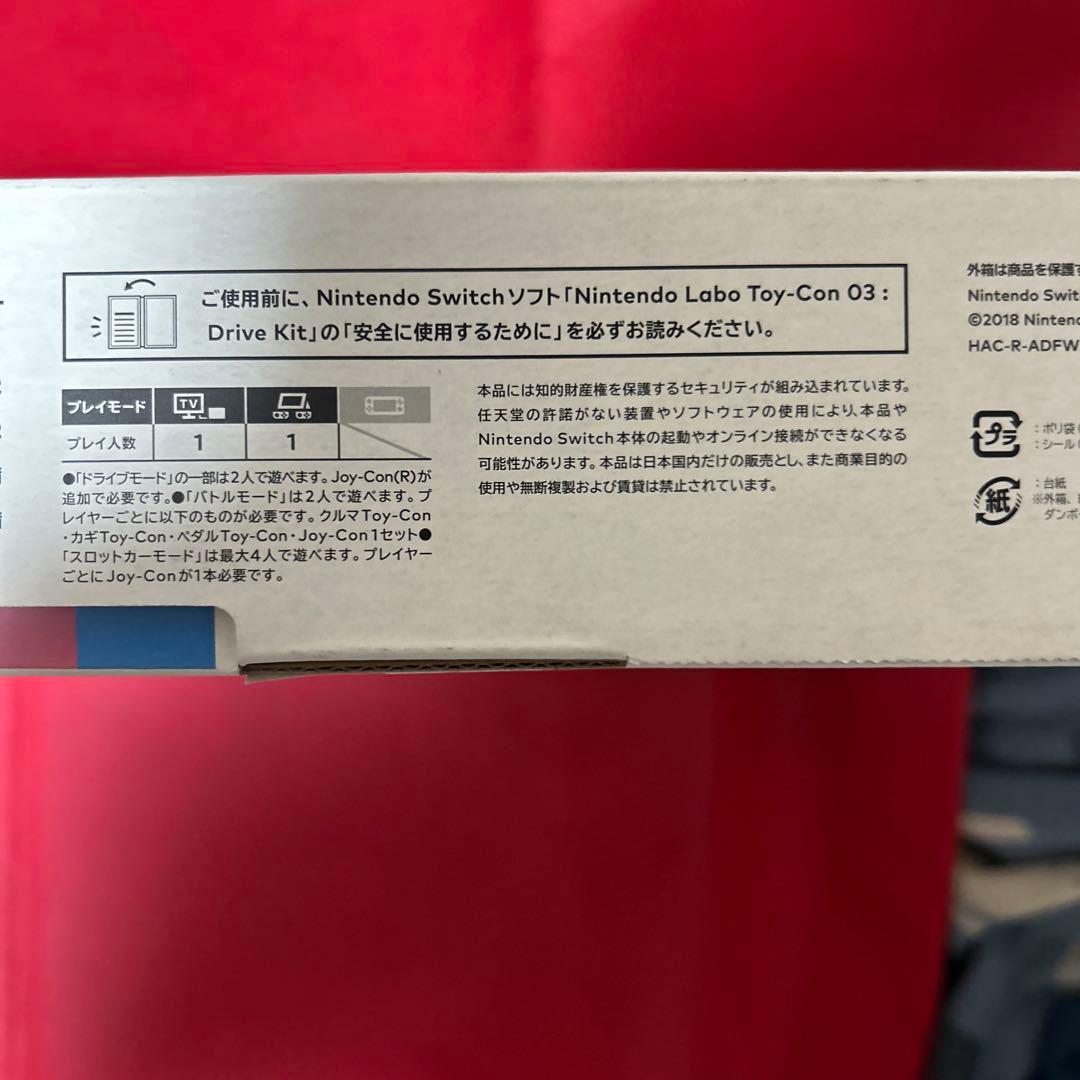 ご使用前に、Nintendo Switchソフト「Nintendo Labo Toy-Con 03 :
Drive Kit」の「安全に使用するために」を必ずお読みください。
プレイモード TV
プレイ人数 1 1
●「ドライブモード」の一部は2人で遊べます。Joy-Con(R)が
追加で必要です。●「バトルモード」は2人で遊べます。プ
レイヤーごとに以下のものが必要です。クルマToy-Con
・カギToy-Con・ペダルToy-Con・Joy-Con1セット●
「スロットカーモード」は最大4人で遊べます。プレイヤー
ごとにJoy-Conが1本必要です。
本品には知的財産権を保護するセキュリティが組み込まれています。
任天堂の許諾がない装置やソフトウェアの使用により、本品や
Nintendo Switch本体の起動やオンライン接続ができなくなる
可能性があります。本品は日本国内だけの販売とし、また商業目的の
使用や無断複製および賃貸は禁止されています。
外箱は商品を保護す
Nintendo Swit
©2018 Nintend
HAC-R-ADFW
プラ
:ポリ袋
:シール
紙
:台紙
※外箱、
ダンボー